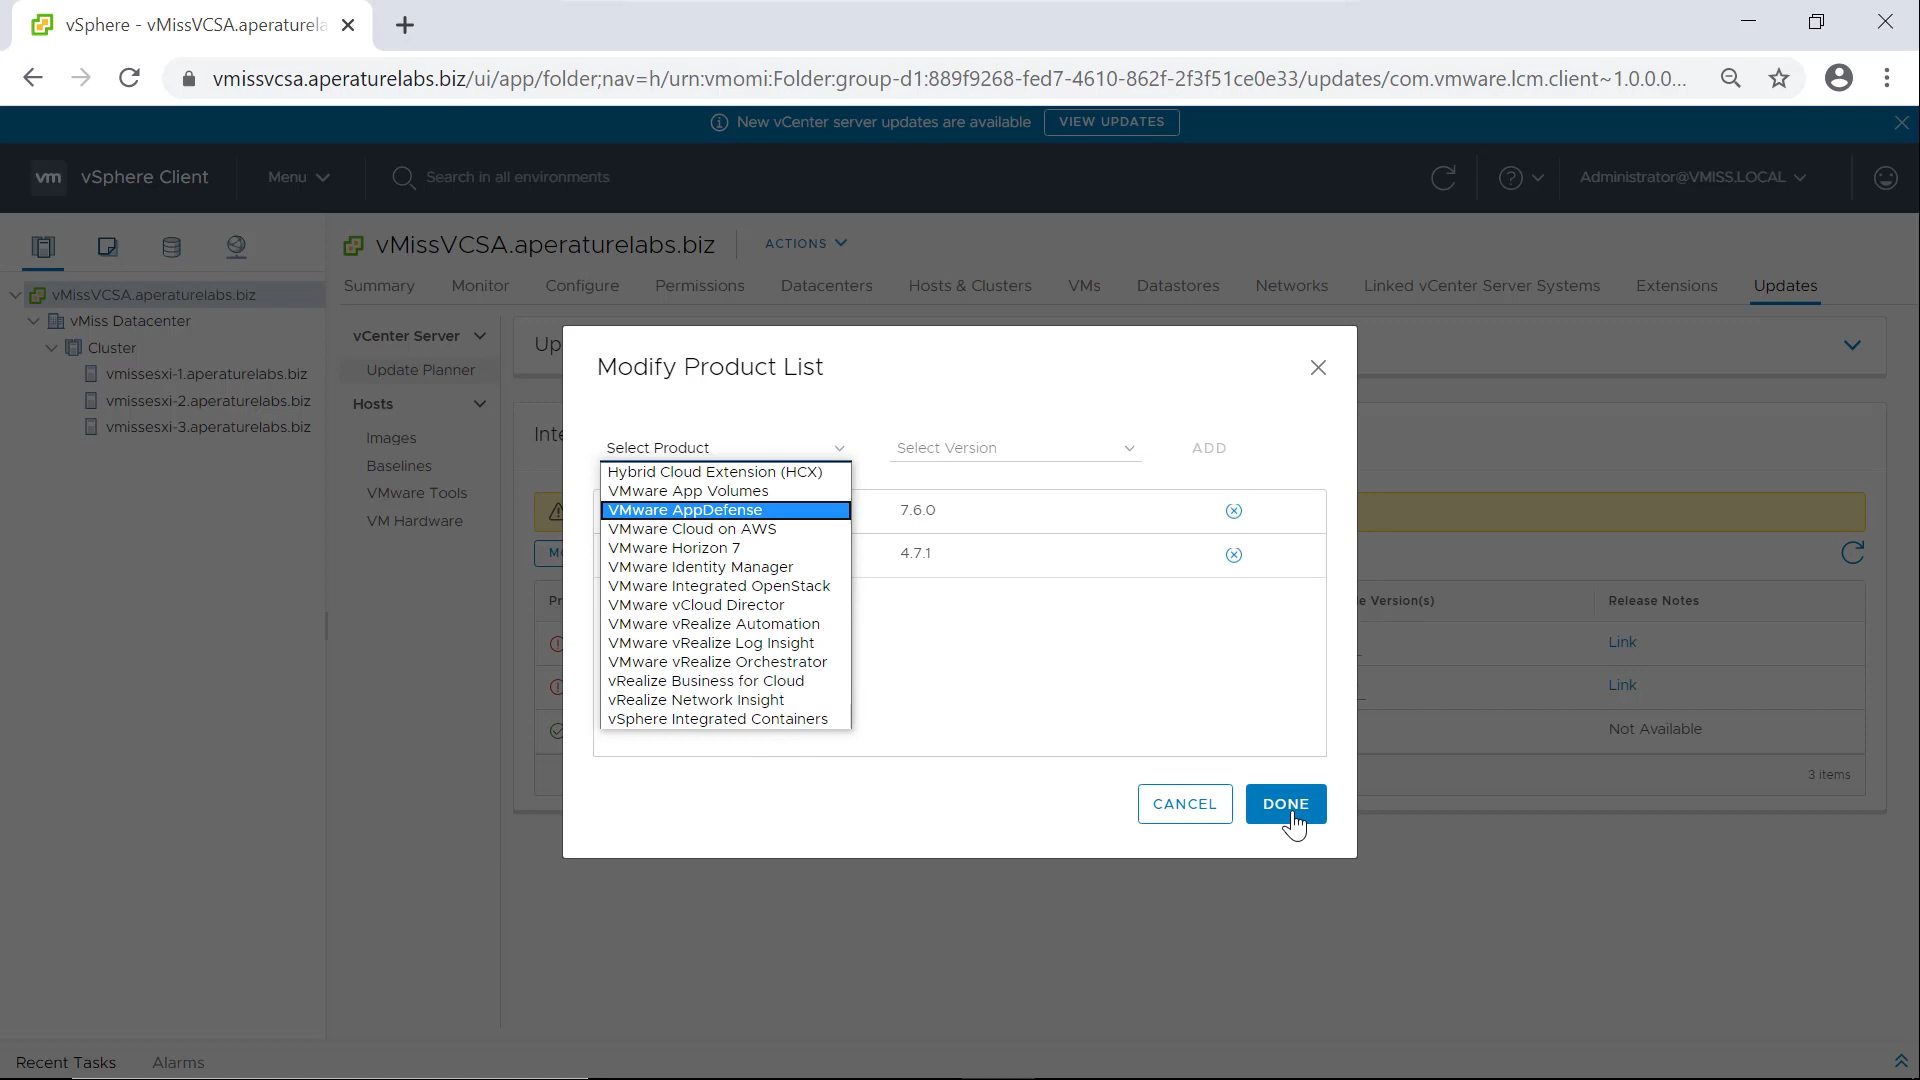 vSphere - vMissVCSA.aperaturela
vmissvcsa.aperaturelabs.biz/ui/app/folder;nav=h/urn:vmomi:Folder:group-d1:889f9268-fed7-4610-862f-2f3f51ce0e33/updates/com.vmware.lcm.client~1.0.0.0...
New vCenter server updates are available VIEW UPDATES
vm vSphere Client Menu Search in all environments Administrator@VMISS.LOCAL
vMissVCSA.aperaturelabs.biz ACTIONS
Summary Monitor Configure Permissions Datacenters Hosts & Clusters VMs Datastores Networks Linked vCenter Server Systems Extensions Updates
vMissVCSA.aperaturelabs.biz
vMiss Datacenter
Cluster
vmissesxi-1.aperaturelabs.biz
vmissesxi-2.aperaturelabs.biz
vmissesxi-3.aperaturelabs.biz
vCenter Server
Update Planner
Hosts
Images
Baselines
VMware Tools
VM Hardware
Up
Inte
M
Pr
e Version(s) Release Notes
Link
Link
Not Available
3 items
Modify Product List
Select Product Select Version ADD
Hybrid Cloud Extension (HCX)
VMware App Volumes
VMware AppDefense
VMware Cloud on AWS
VMware Horizon 7
VMware Identity Manager
VMware Integrated OpenStack
VMware vCloud Director
VMware vRealize Automation
VMware vRealize Log Insight
VMware vRealize Orchestrator
vRealize Business for Cloud
vRealize Network Insight
vSphere Integrated Containers
7.6.0
4.7.1
CANCEL DONE
Recent Tasks Alarms